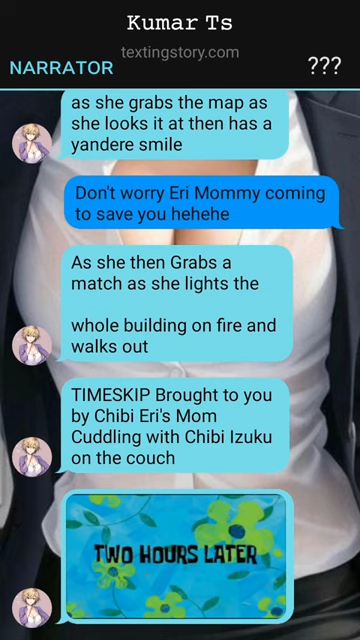 Kumar Ts
textingstory.com
NARRATOR
???
as she grabs the map as
she looks it at then has a
yandere smile
Don't worry Eri Mommy coming
to save you hehehe
As she then Grabs a
match as she lights the
whole building on fire and
walks out
TIMESKIP Brought to you
by Chibi Eri's Mom
Cuddling with Chibi Izuku
on the couch
TWO HOURS LATER